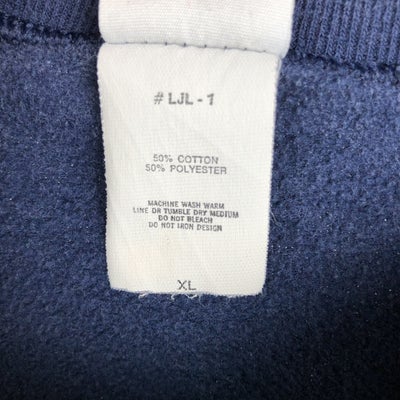 # LJL - 1
50% COTTON
50% POLYESTER
MACHINE WASH WARM
LINE OR TUMBLE DRY MEDIUM
DO NOT BLEACH
DO NOT IRON DESIGN
XL